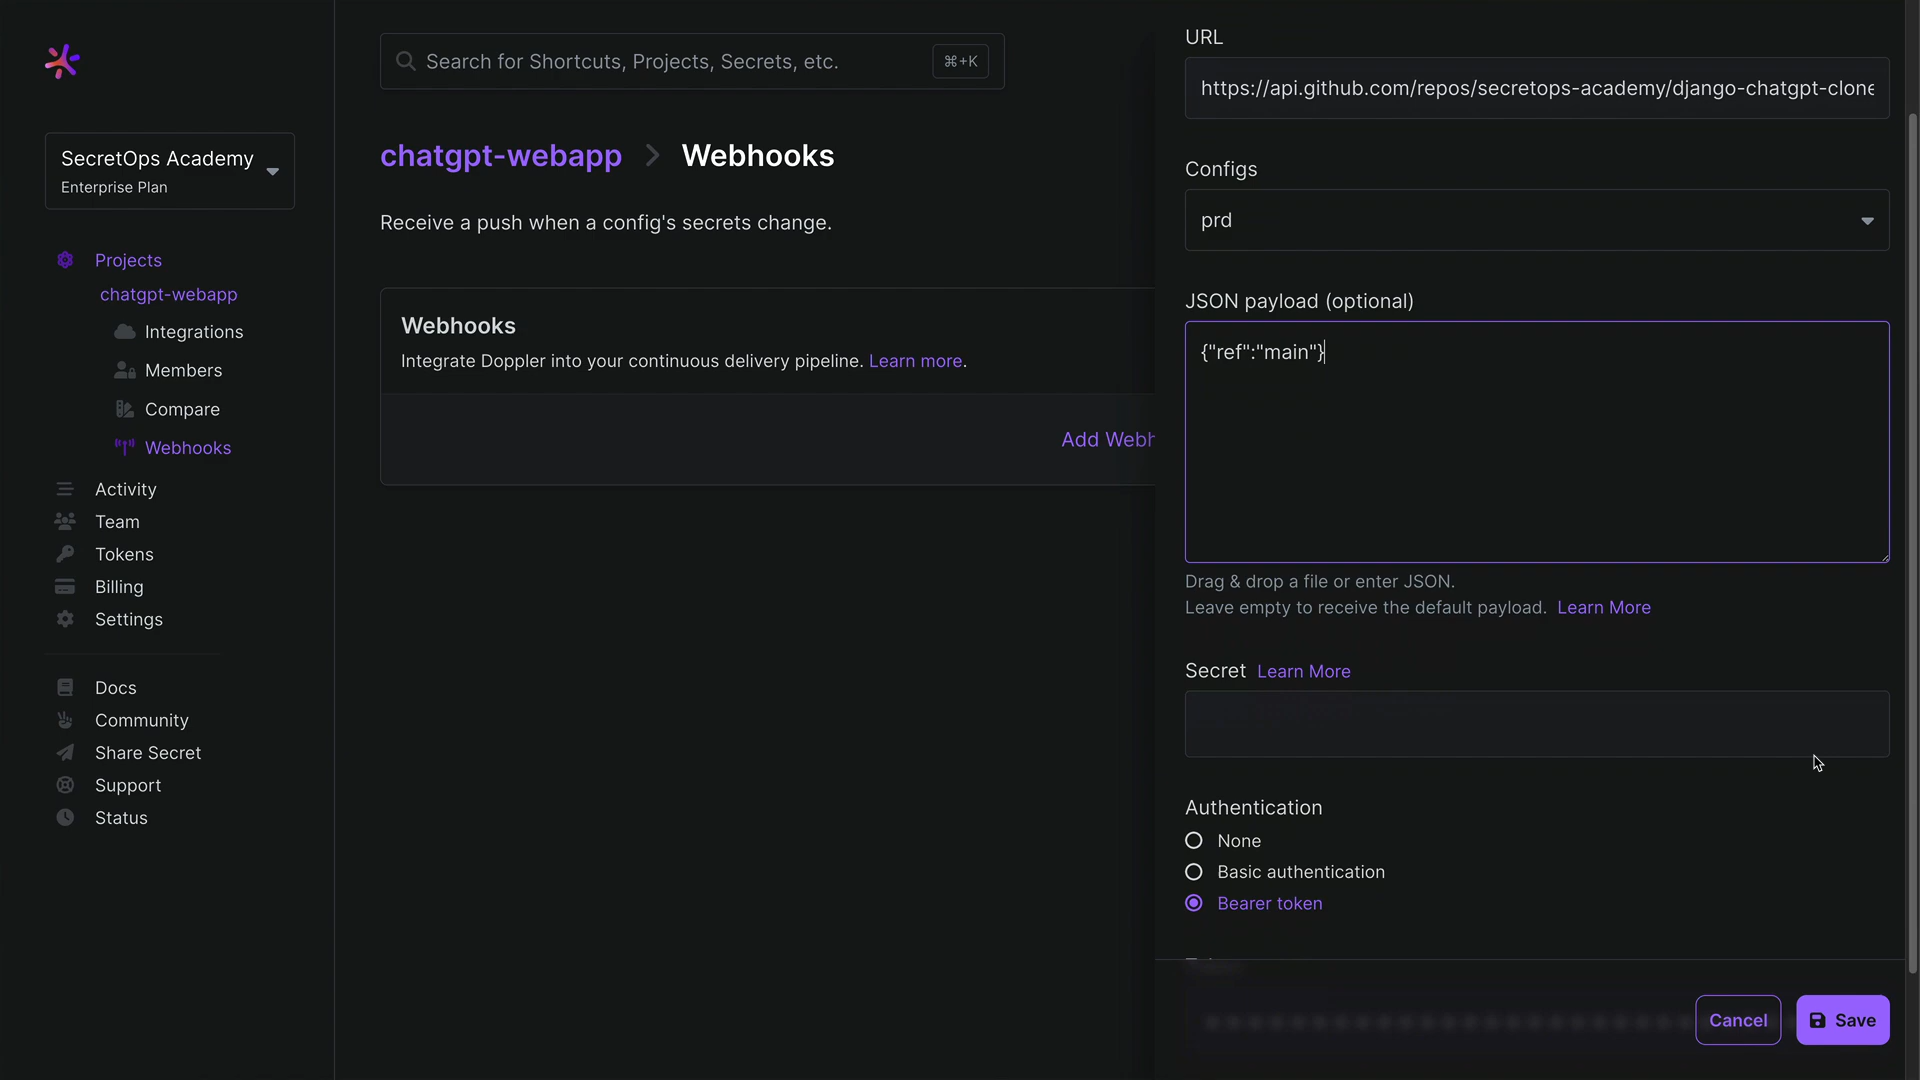 Search for Shortcuts, Projects, Secrets, etc.
⌘+K
SecretOps Academy
Enterprise Plan
Projects
chatgpt-webapp
Integrations
Members
Compare
Webhooks
Activity
Team
Tokens
Billing
Settings
Docs
Community
Share Secret
Support
Status
chatgpt-webapp > Webhooks
Receive a push when a config's secrets change.
Webhooks
Integrate Doppler into your continuous delivery pipeline. Learn more.
Add Webh
URL
https://api.github.com/repos/secretops-academy/django-chatgpt-clone
Configs
prd
JSON payload (optional)
{"ref":"main"}
Drag & drop a file or enter JSON.
Leave empty to receive the default payload. Learn More
Secret Learn More
Authentication
None
Basic authentication
Bearer token
Cancel
Save